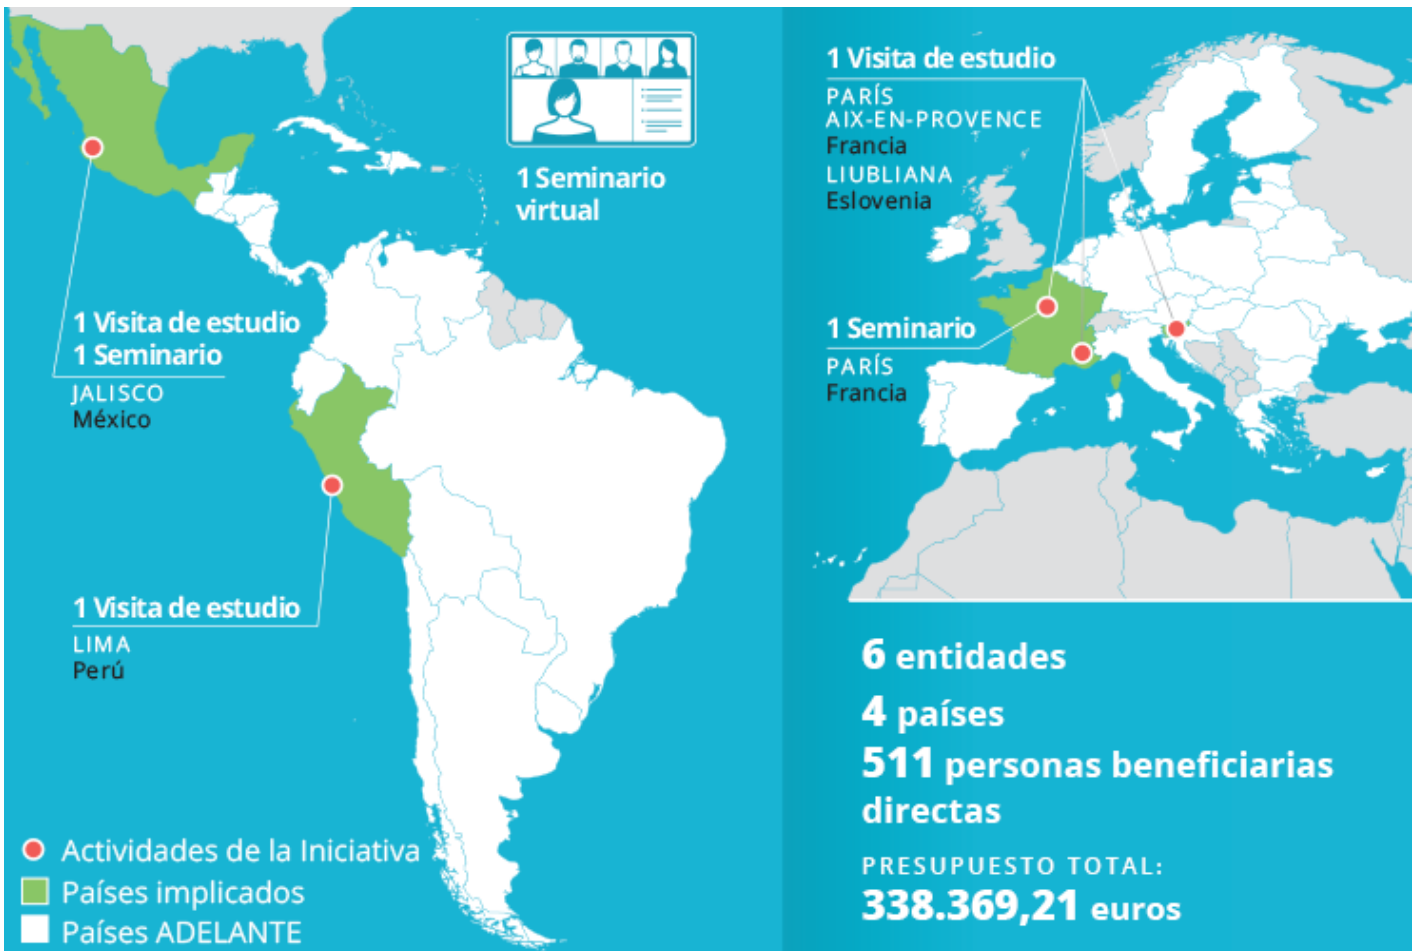 1 Seminario
virtual
1 Visita de estudio
1 Seminario
JALISCO
México
1 Visita de estudio
LIMA
Perú
Actividades de la Iniciativa
Países implicados
Países ADELANTE
1 Visita de estudio
PARÍS
AIX-EN-PROVENCE
Francia
LIUBLIANA
Eslovenia
1 Seminario
PARÍS
Francia
6 entidades
4 países
511 personas beneficiarias
directas
PRESUPUESTO TOTAL:
338.369,21 euros